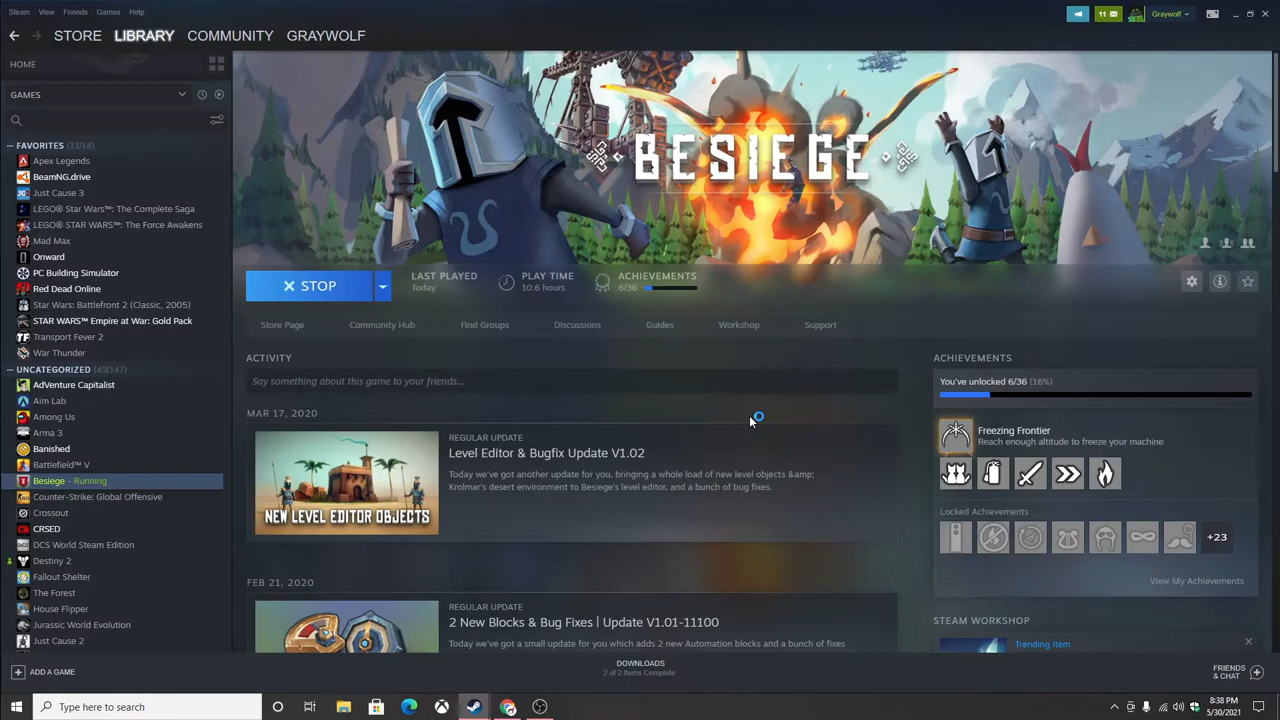 Steam View Friends Games Help
11
Graywolf
STORE LIBRARY COMMUNITY GRAYWOLF
HOME
GAMES
FAVORITES (13/14)
Apex Legends
BeamNG.drive
Just Cause 3
LEGO® Star Wars™: The Complete Saga
LEGO® STAR WARS™: The Force Awakens
Mad Max
Onward
PC Building Simulator
Red Dead Online
Star Wars: Battlefront 2 (Classic, 2005)
STAR WARS™ Empire at War: Gold Pack
Transport Fever 2
War Thunder
UNCATEGORIZED (49/147)
AdVenture Capitalist
Aim Lab
Among Us
Arma 3
Banished
Battlefield™ V
Besiege - Running
Counter-Strike: Global Offensive
Crossout
CRSED
DCS World Steam Edition
Destiny 2
Fallout Shelter
The Forest
House Flipper
Jurassic World Evolution
Just Cause 2
ADD A GAME
BESIEGE
STOP
LAST PLAYED
Today
PLAY TIME
10.6 hours
ACHIEVEMENTS
6/36
Store Page Community Hub Find Groups Discussions Guides Workshop Support
ACTIVITY
Say something about this game to your friends...
MAR 17, 2020
NEW LEVEL EDITOR OBJECTS
REGULAR UPDATE
Level Editor & Bugfix Update V1.02
Today we've got another update for you, bringing a whole load of new level objects &amp;
Krolmar's desert environment to Besiege's level editor, and a bunch of bug fixes.
FEB 21, 2020
REGULAR UPDATE
2 New Blocks & Bug Fixes | Update V1.01-11100
Today we've got a small update for you which adds 2 new Automation blocks and a bunch of fixes
ACHIEVEMENTS
You've unlocked 6/36 (16%)
Freezing Frontier
Reach enough altitude to freeze your machine
Locked Achievements
+23
View My Achievements
STEAM WORKSHOP
Trending Item
DOWNLOADS
2 of 2 Items Complete
FRIENDS
& CHAT
Type here to search
8:38 PM
5/30/2021